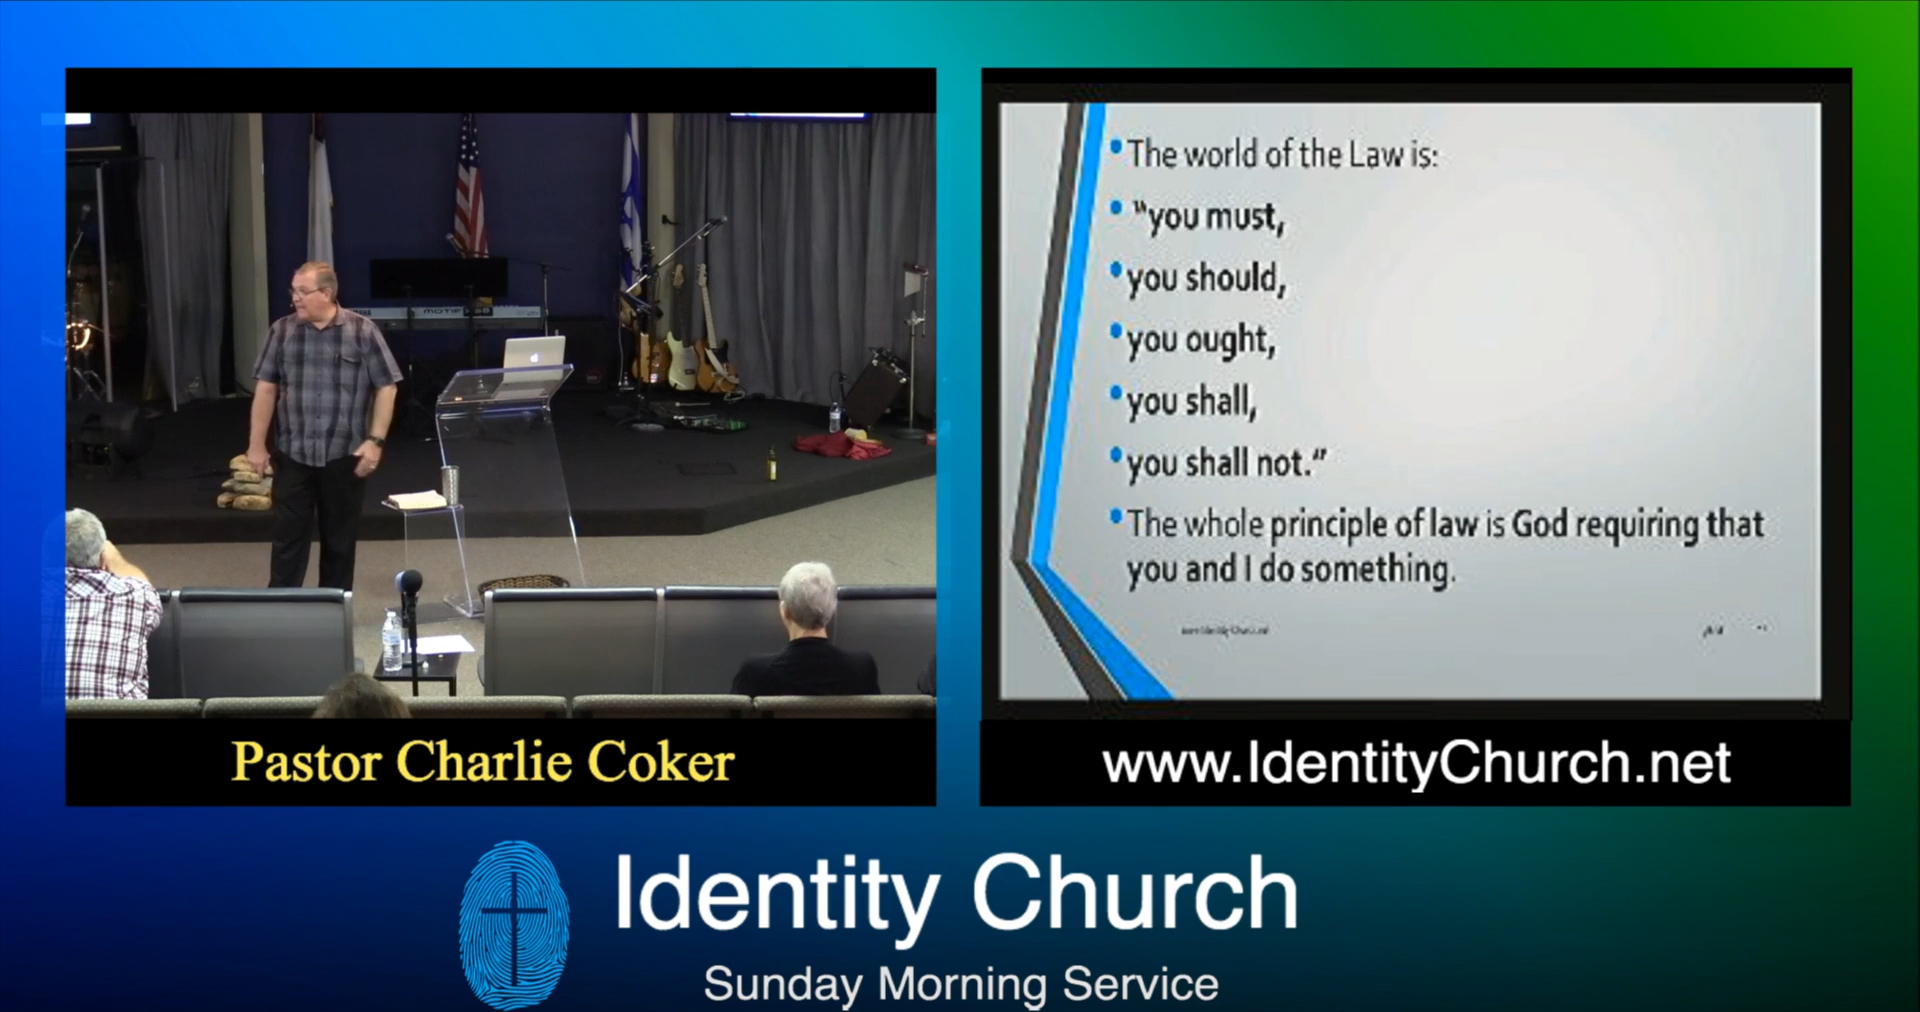 MOTIF
The world of the Law is:
"you must,
you should,
you ought,
you shall,
you shall not."
The whole principle of law is God requiring that
you and I do something.
Pastor Charlie Coker
www.IdentityChurch.net
Identity Church
Sunday Morning Service